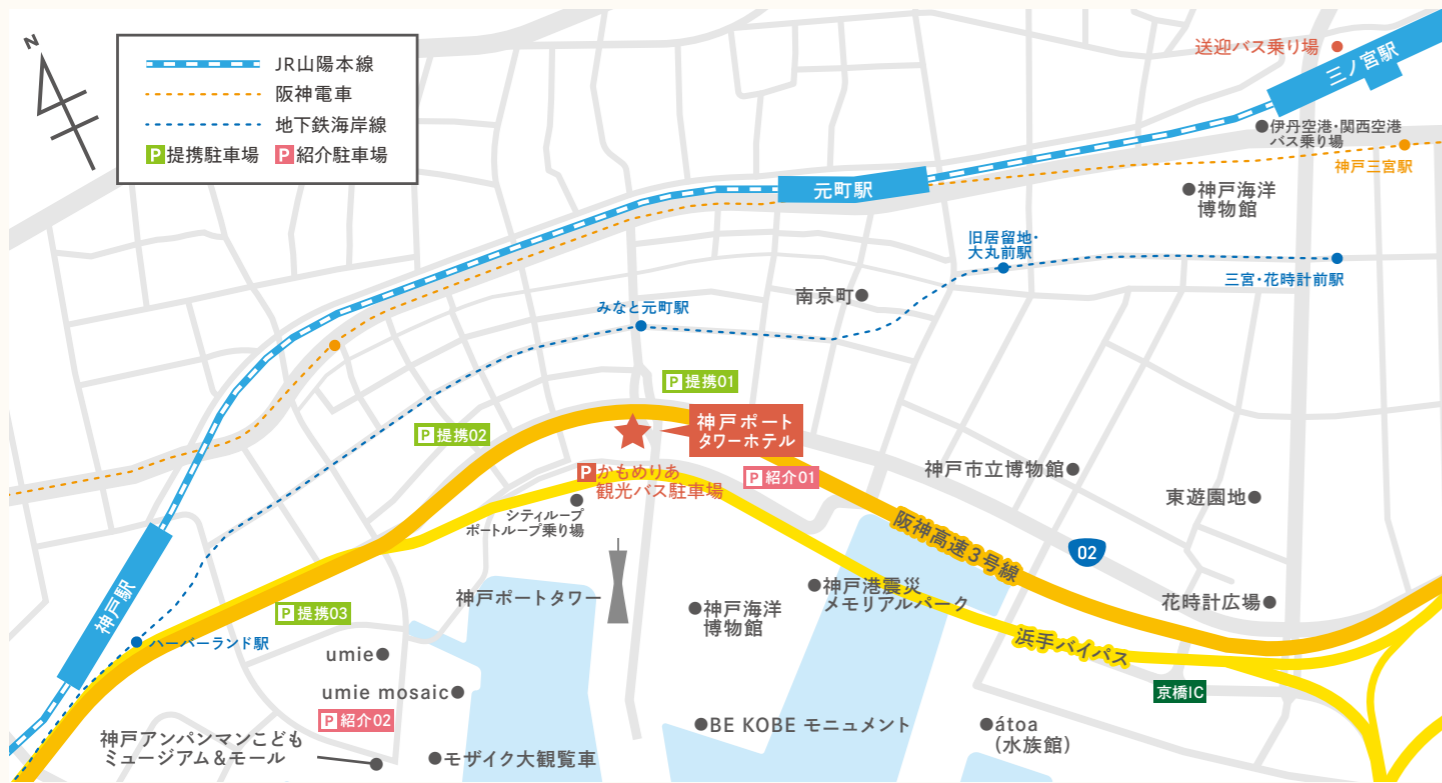 N
JR山陽本線
阪神電車
地下鉄海岸線
P 提携駐車場 P 紹介駐車場
送迎バス乗り場
三ノ宮駅
伊丹空港・関西空港
バス乗り場
神戸三宮駅
元町駅
神戸海洋
博物館
旧居留地・
大丸前駅
三宮・花時計前駅
南京町
みなと元町駅
P 提携01
神戸ポート
タワーホテル
P 提携02
P かもめりあ
観光バス駐車場
P 紹介01
神戸市立博物館
東遊園地
シティループ
ポートループ乗り場
阪神高速3号線
02
神戸駅
神戸ポートタワー
神戸港震災
メモリアルパーク
神戸海洋
博物館
花時計広場
P 提携03
ハーバーランド駅
浜手バイパス
umie
umie mosaic
京橋IC
P 紹介02
BE KOBE モニュメント
átoa
(水族館)
神戸アンパンマンこども
ミュージアム&モール
モザイク大観覧車